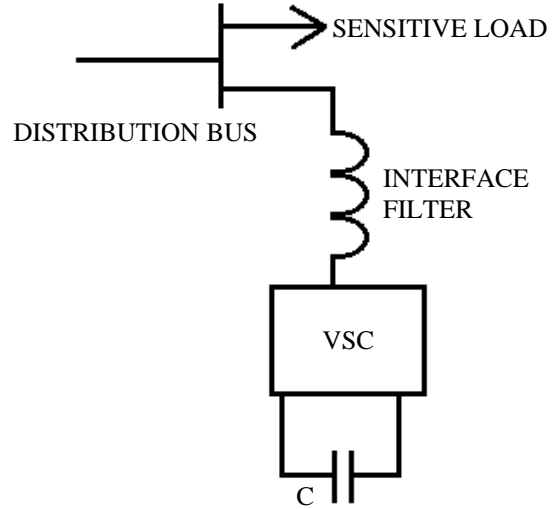 SENSITIVE LOAD
DISTRIBUTION BUS
INTERFACE
FILTER
VSC
C